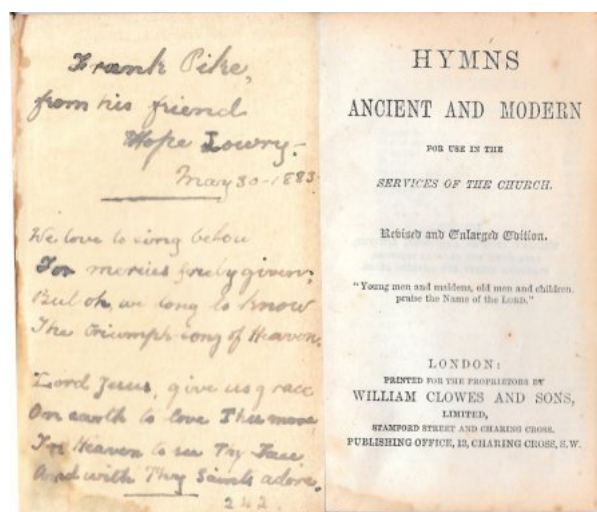 Frank Pike,
from his friend
Hope Lowry.-
May 30-1883.
We love to sing below
For mercies freely given,
But oh, we long to know
The triumph-song of Heaven.
Lord Jesus, give us grace
On earth to love Thee more
In Heaven to see Thy Face
And with Thy Saints adore.
242.
HYMNS
ANCIENT AND MODERN
FOR USE IN THE
SERVICES OF THE CHURCH.
Revised and Enlarged Edition.
"Young men and maidens, old men and children,
praise the Name of the LORD."
LONDON:
PRINTED FOR THE PROPRIETORS BY
WILLIAM CLOWES AND SONS,
LIMITED,
STAMFORD STREET AND CHARING CROSS.
PUBLISHING OFFICE, 13, CHARING CROSS, S.W.